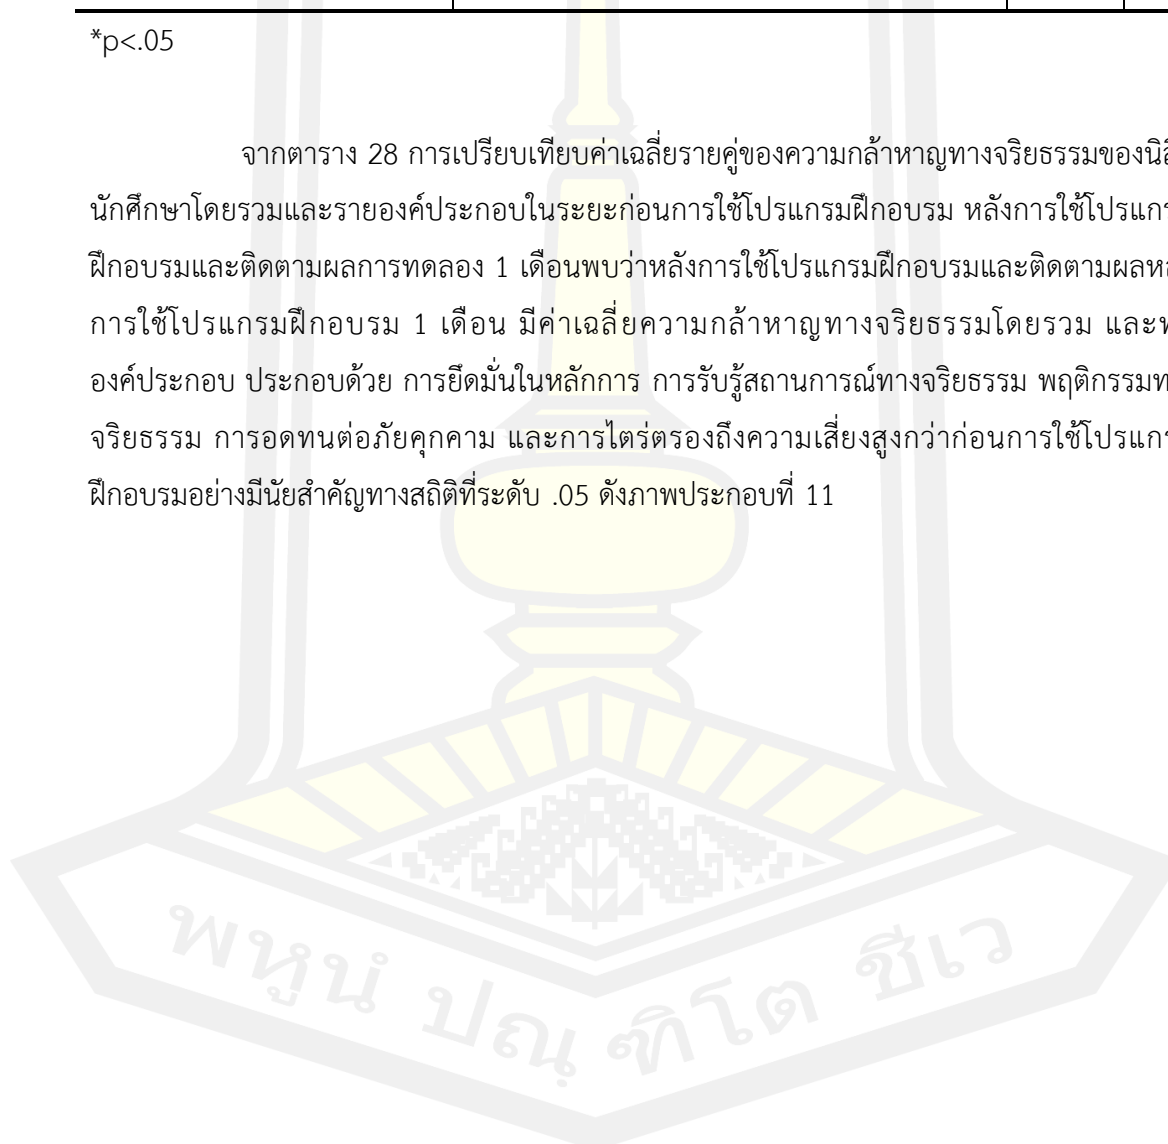 *p<.05
จากตาราง 28 การเปรียบเทียบค่าเฉลี่ยรายคู่ของความกล้าหาญทางจริยธรรมของ
นักศึกษาโดยรวมและรายองค์ประกอบในระยะก่อนการใช้โปรแกรมฝึกอบรม หลังการใช้
ฝึกอบรมและติดตามผลการทดลอง 1 เดือนพบว่าหลังการใช้โปรแกรมฝึกอบรมและติดตามผล
การใช้โปรแกรมฝึกอบรม 1 เดือน มีค่าเฉลี่ยความกล้าหาญทางจริยธรรมโดยรวม และ
องค์ประกอบ ประกอบด้วย การยึดมั่นในหลักการ การรับรู้สถานการณ์ทางจริยธรรม พฤติกรรม
จริยธรรม การอดทนต่อภัยคุกคาม และการไตร่ตรองถึงความเสี่ยงสูงกว่าก่อนการใช้
ฝึกอบรมอย่างมีนัยสำคัญทางสถิติที่ระดับ .05 ดังภาพประกอบที่ 11
พหูนํ ปณฺฑิโต ชีเว